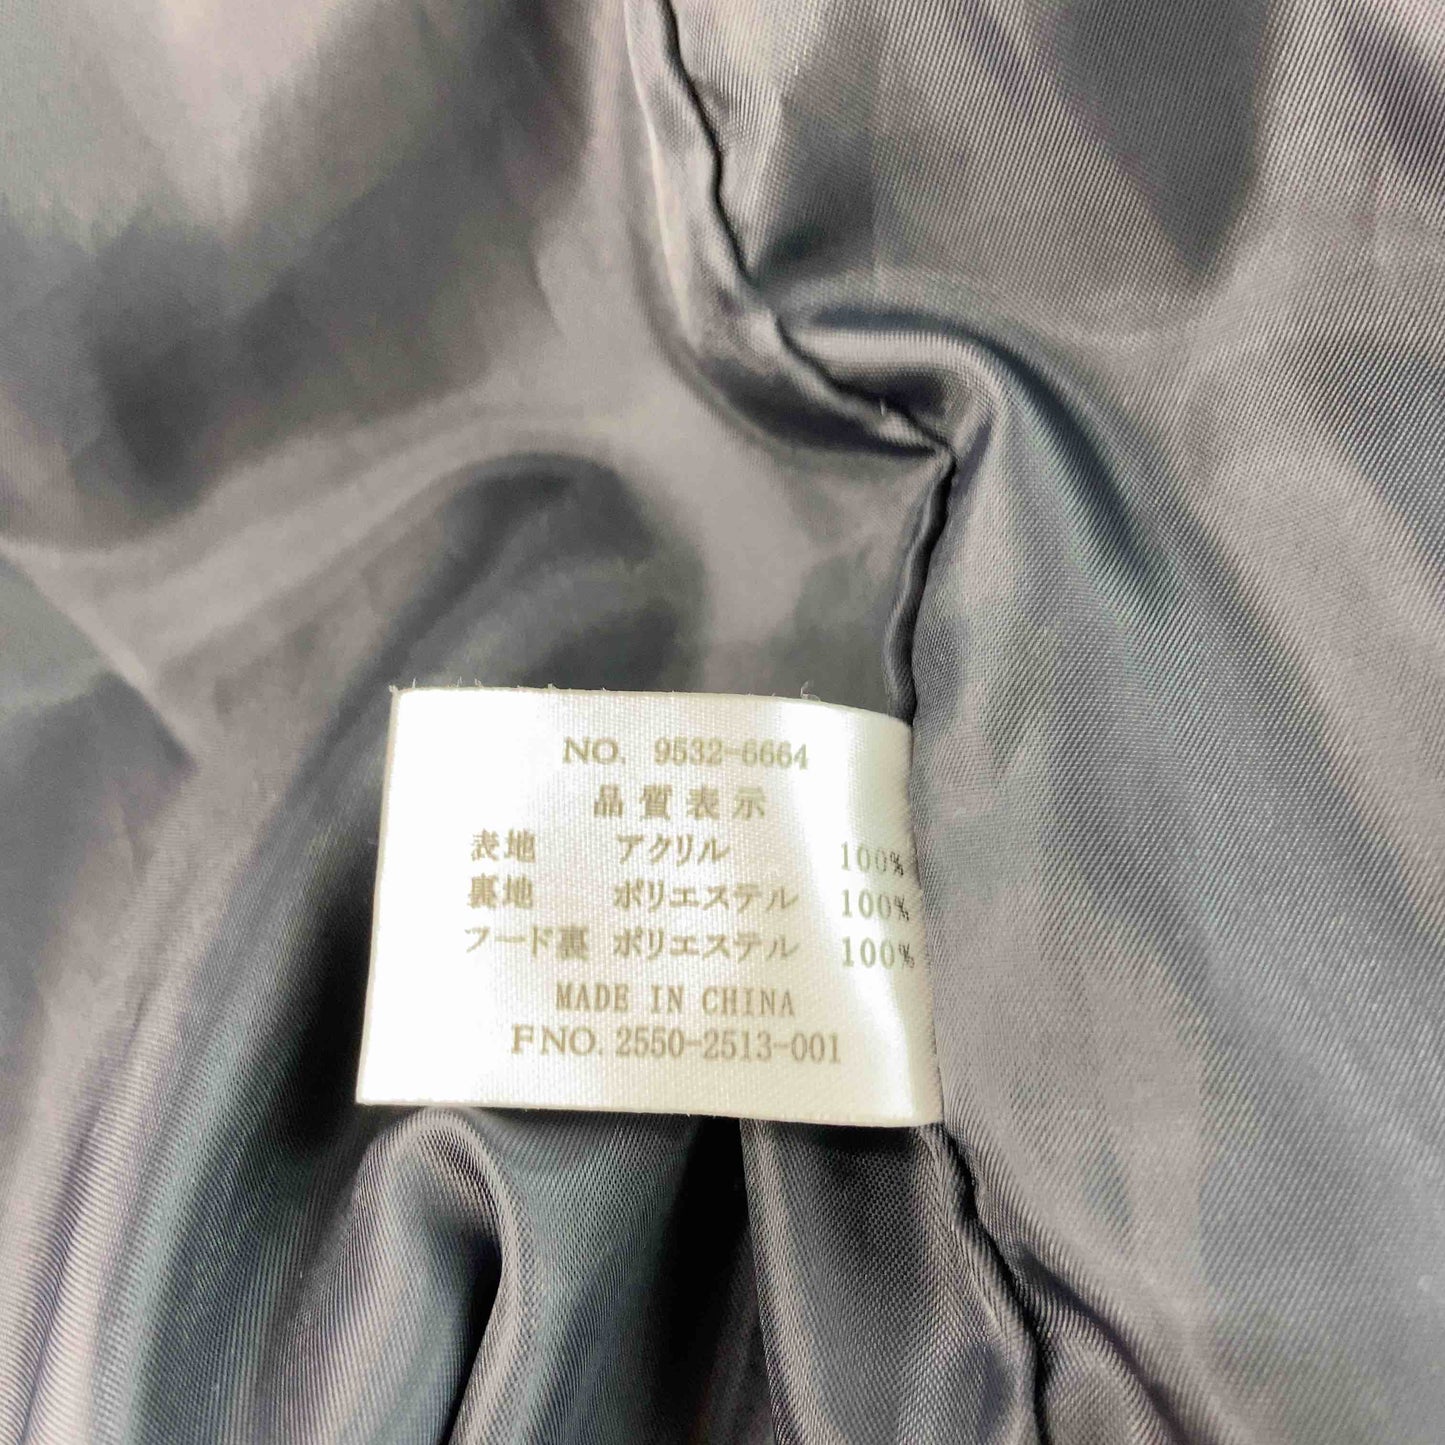 NO. 9532-6664
品質表示
表地 アクリル 100%
裏地 ポリエステル 100%
フード裏 ポリエステル 100%
MADE IN CHINA
FNO. 2550-2513-001